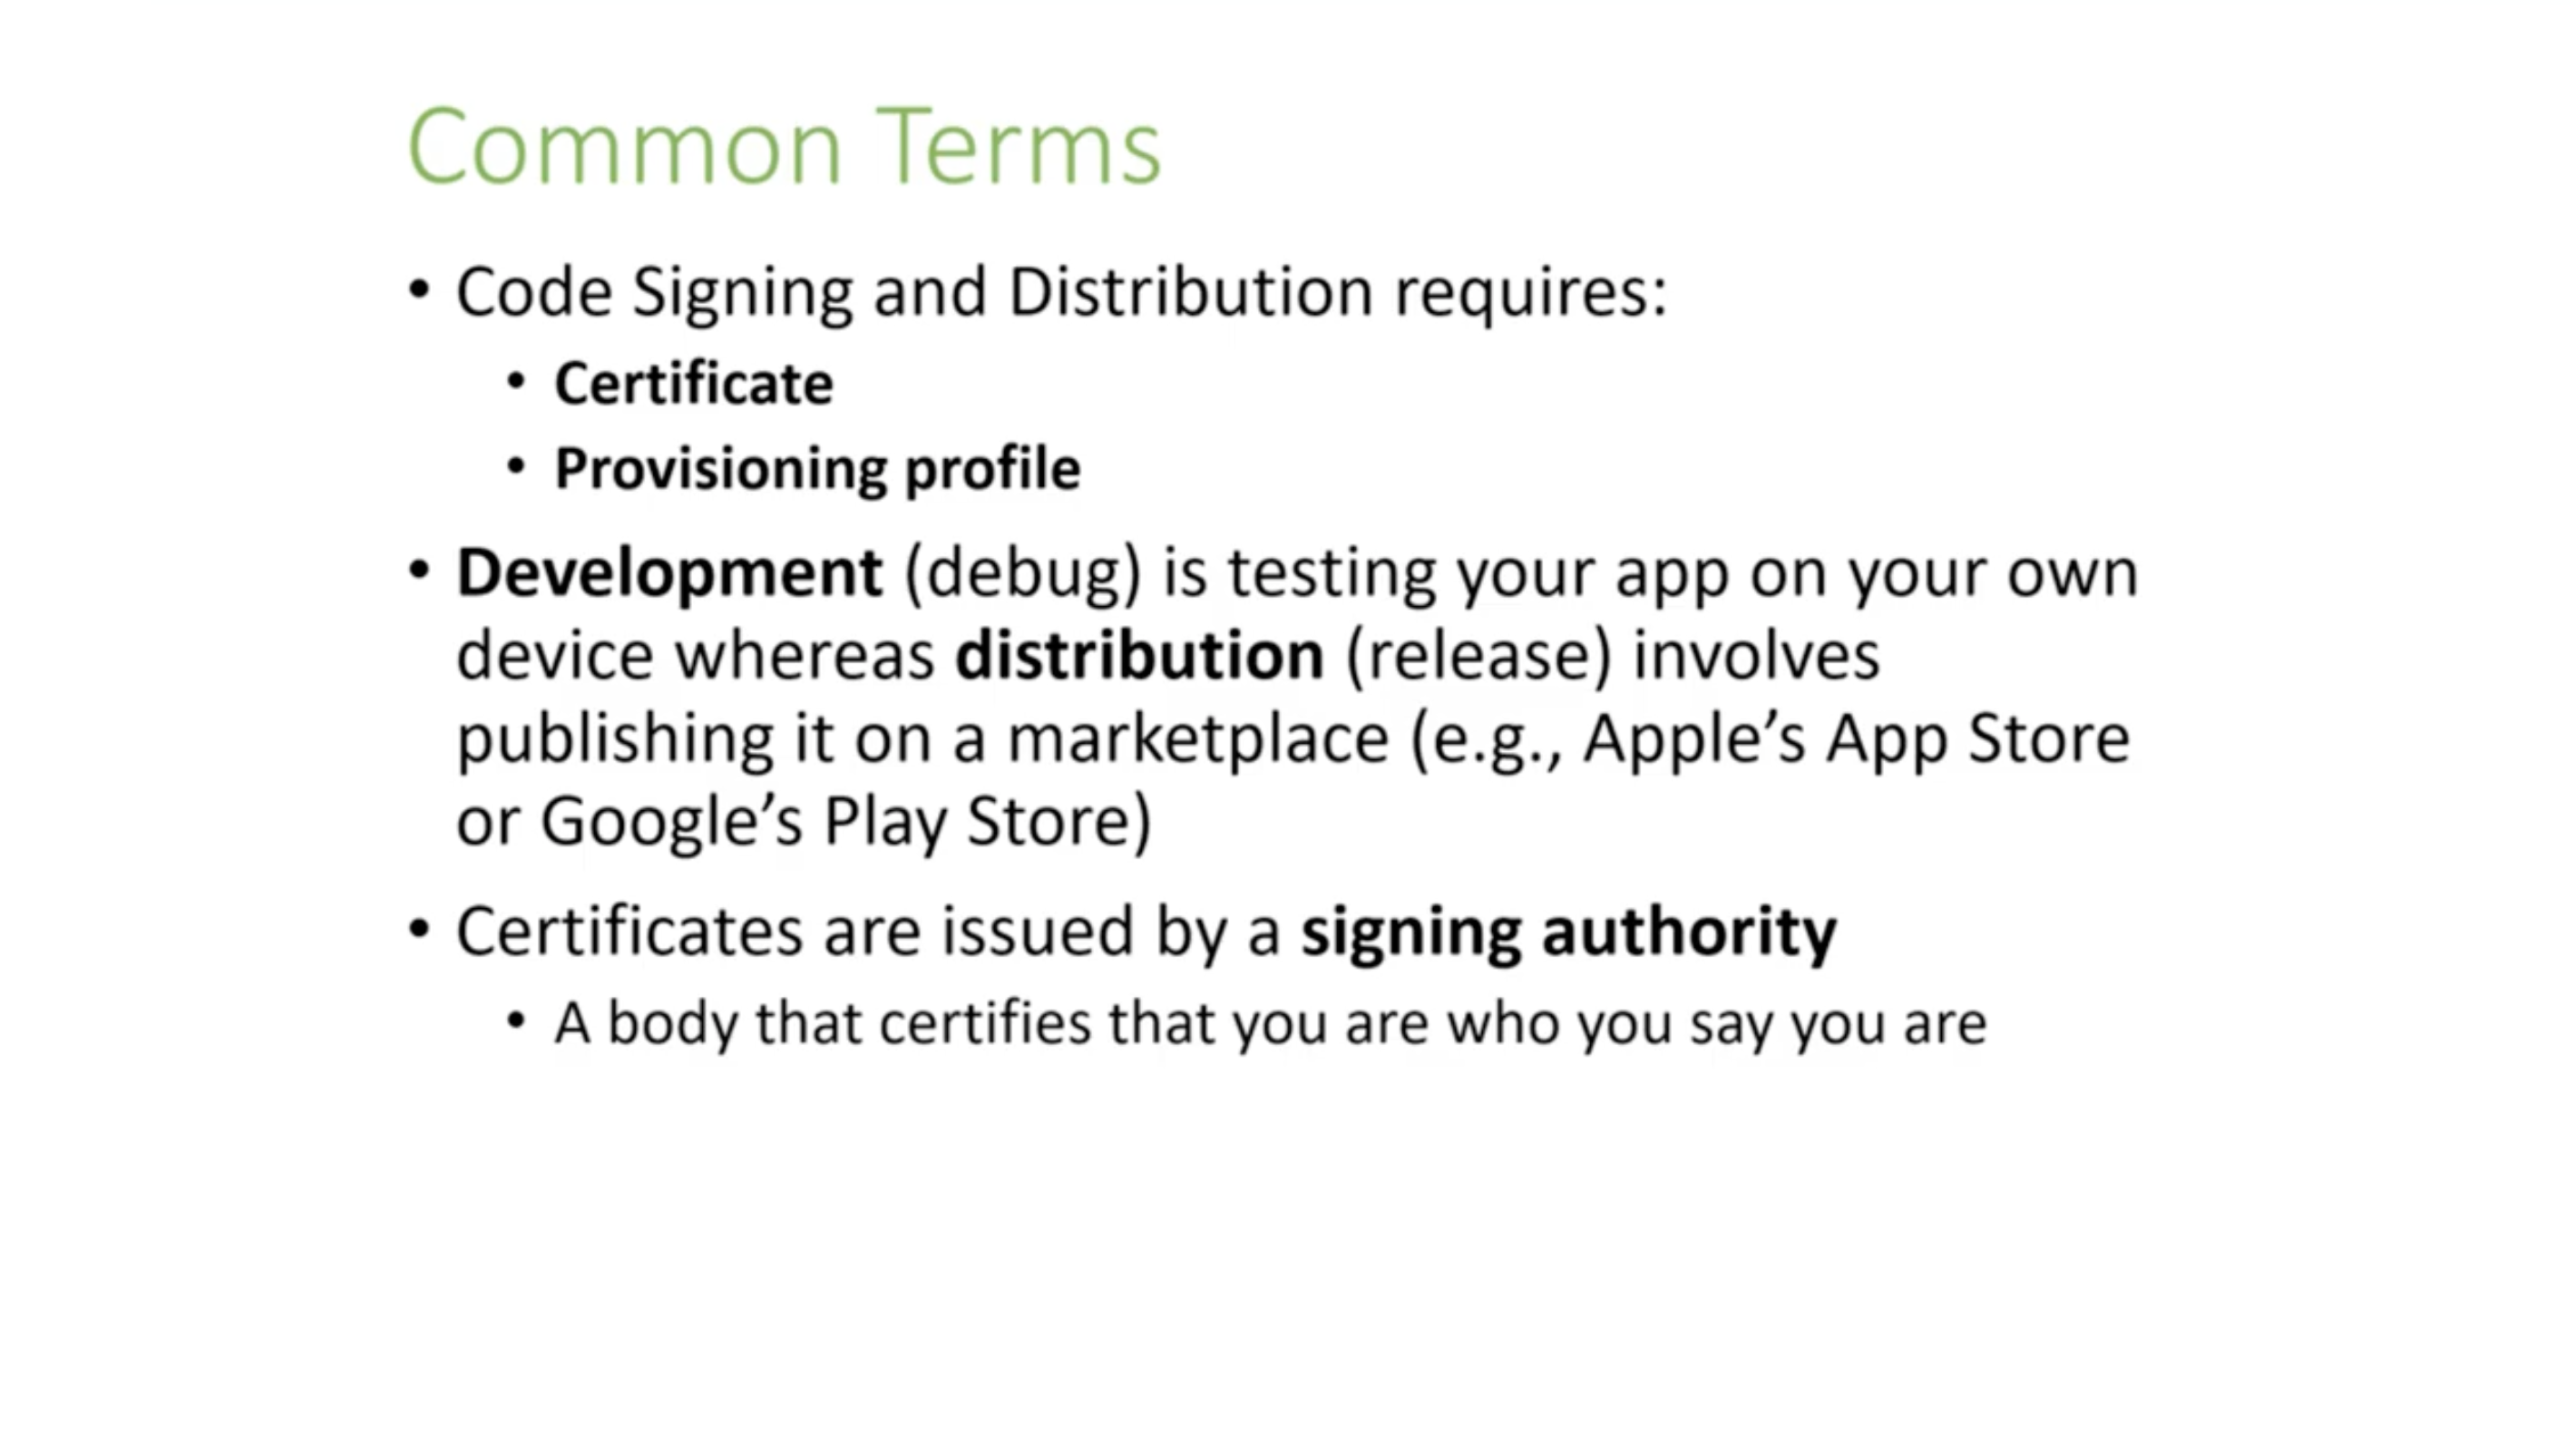 Common Terms
• Code Signing and Distribution requires:
• Certificate
• Provisioning profile
• Development (debug) is testing your app on your own
device whereas distribution (release) involves
publishing it on a marketplace (e.g., Apple’s App Store
or Google’s Play Store)
• Certificates are issued by a signing authority
• A body that certifies that you are who you say you are